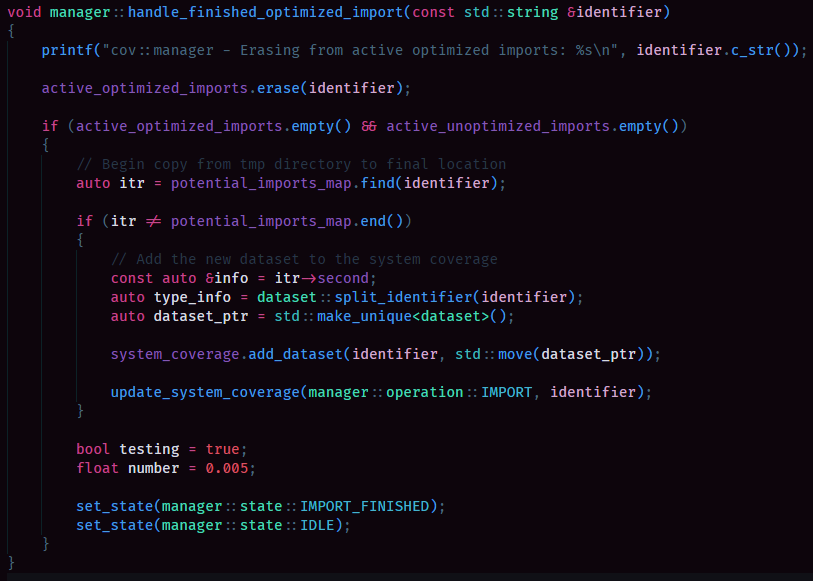 void manager::handle_finished_optimized_import(const std::string &identifier)
{
    printf("cov::manager - Erasing from active optimized imports: %s\n", identifier.c_str());
    active_optimized_imports.erase(identifier);
    if (active_optimized_imports.empty() && active_unoptimized_imports.empty())
    {
        // Begin copy from tmp directory to final location
        auto itr = potential_imports_map.find(identifier);
        if (itr != potential_imports_map.end())
        {
            // Add the new dataset to the system coverage
            const auto &info = itr->second;
            auto type_info = dataset::split_identifier(identifier);
            auto dataset_ptr = std::make_unique<dataset>();
            system_coverage.add_dataset(identifier, std::move(dataset_ptr));
            update_system_coverage(manager::operation::IMPORT, identifier);
        }
        bool testing = true;
        float number = 0.005;
        set_state(manager::state::IMPORT_FINISHED);
        set_state(manager::state::IDLE);
    }
}